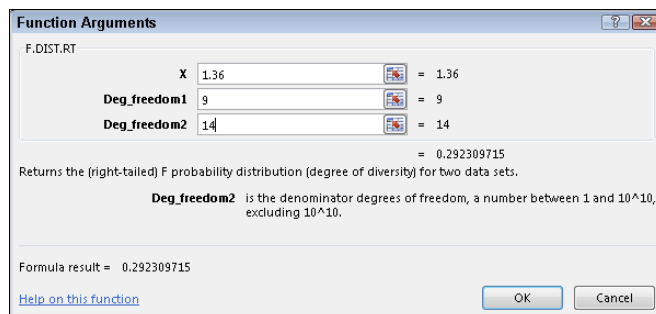 Function Arguments
F.DIST.RT
X 1.36 = 1.36
Deg_freedom1 9 = 9
Deg_freedom2 14 = 14
= 0.292309715
Returns the (right-tailed) F probability distribution (degree of diversity) for two data sets.
Deg_freedom2 is the denominator degrees of freedom, a number between 1 and 10^10,
excluding 10^10.
Formula result = 0.292309715
Help on this function
OK Cancel